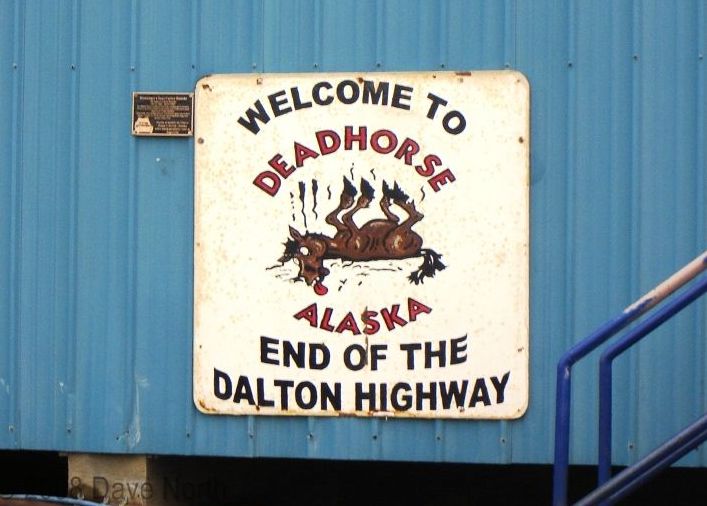 WELCOME TO
DEADHORSE
ALASKA
END OF THE
DALTON HIGHWAY
& Dave North